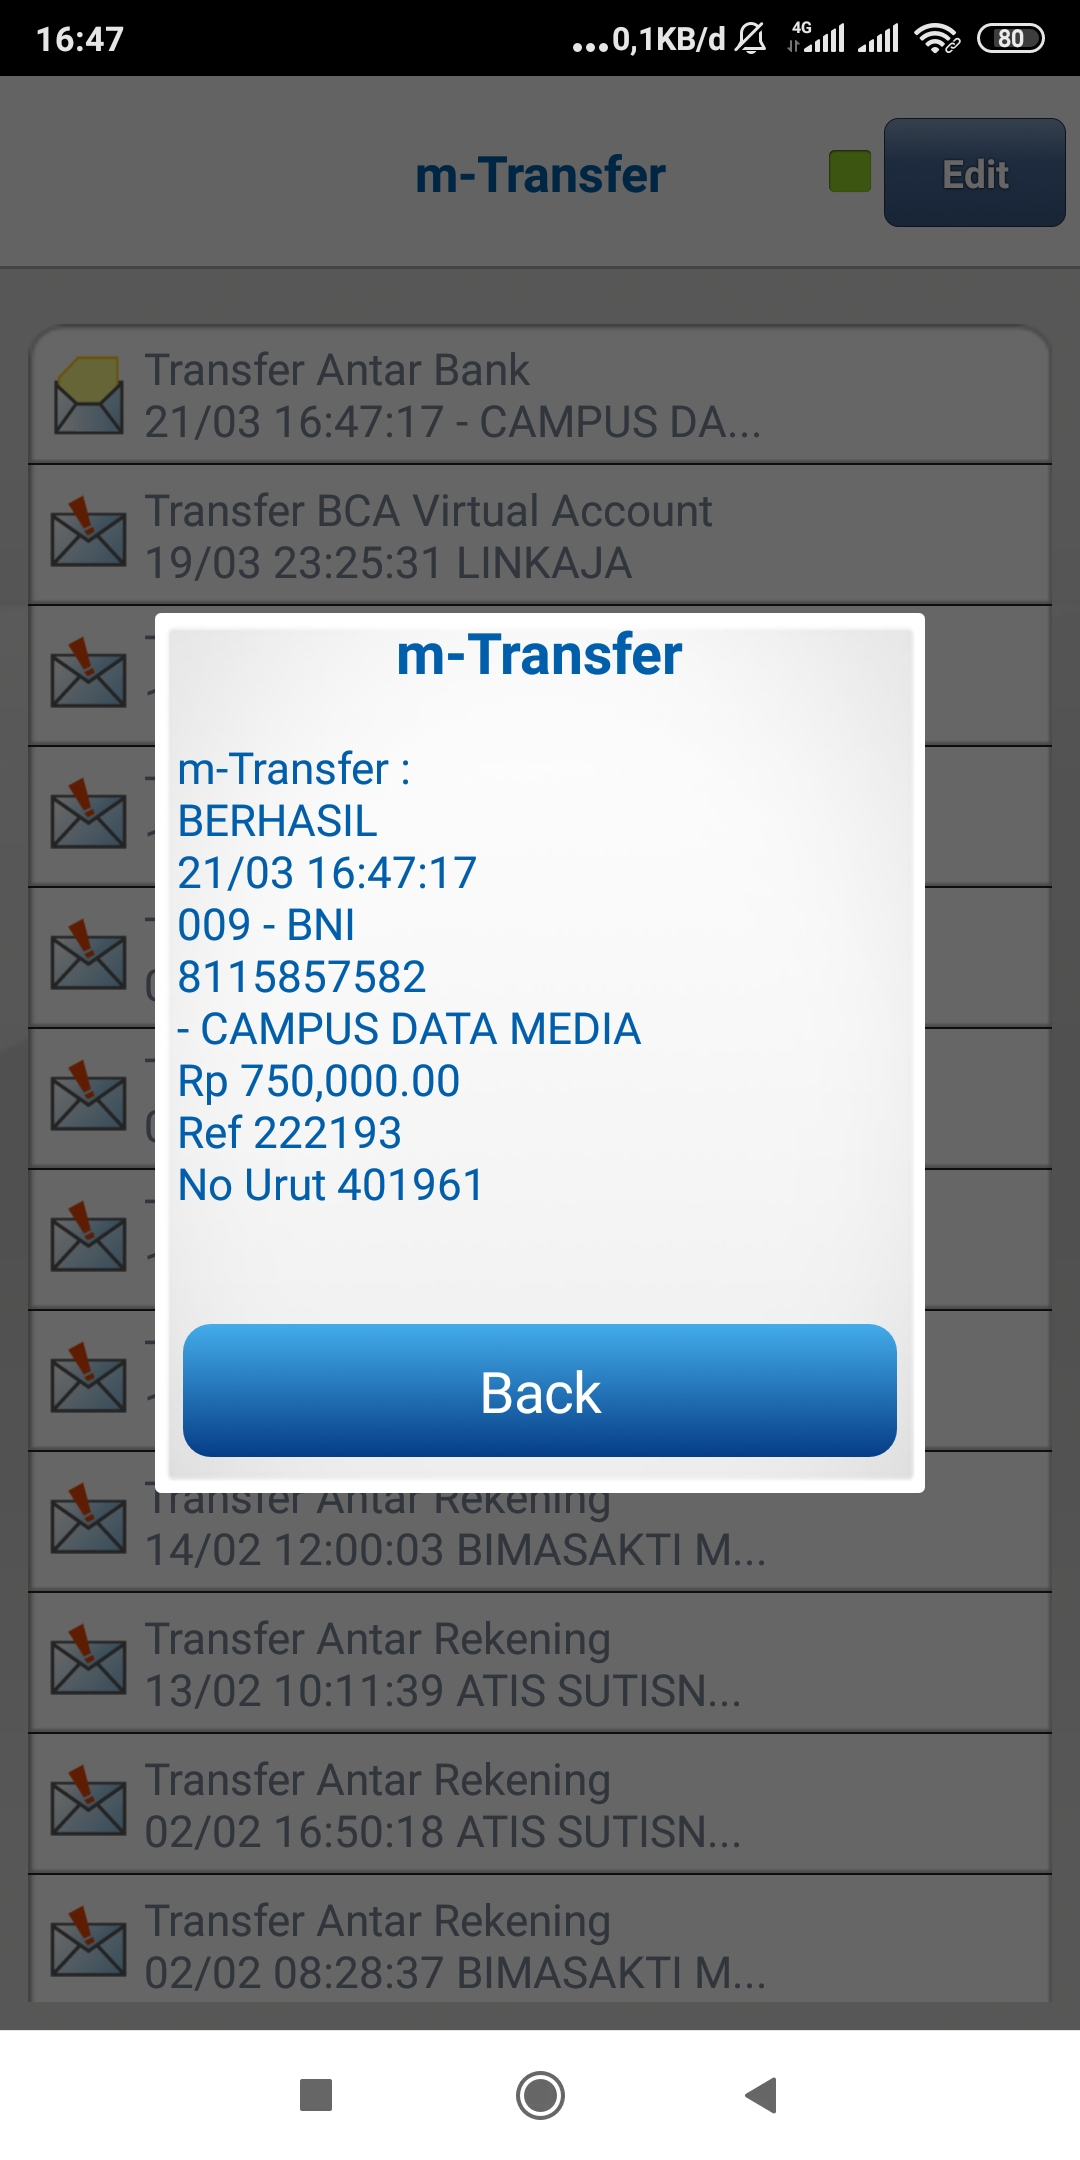 16:47
...0,1KB/d
4G
80
m-Transfer
Edit
Transfer Antar Bank
21/03 16:47:17 - CAMPUS DA...
Transfer BCA Virtual Account
19/03 23:25:31 LINKAJA
m-Transfer
m-Transfer :
BERHASIL
21/03 16:47:17
009 - BNI
8115857582
- CAMPUS DATA MEDIA
Rp 750,000.00
Ref 222193
No Urut 401961
Back
Transfer Antar Rekening
14/02 12:00:03 BIMASAKTI M...
Transfer Antar Rekening
13/02 10:11:39 ATIS SUTISN...
Transfer Antar Rekening
02/02 16:50:18 ATIS SUTISN...
Transfer Antar Rekening
02/02 08:28:37 BIMASAKTI M...